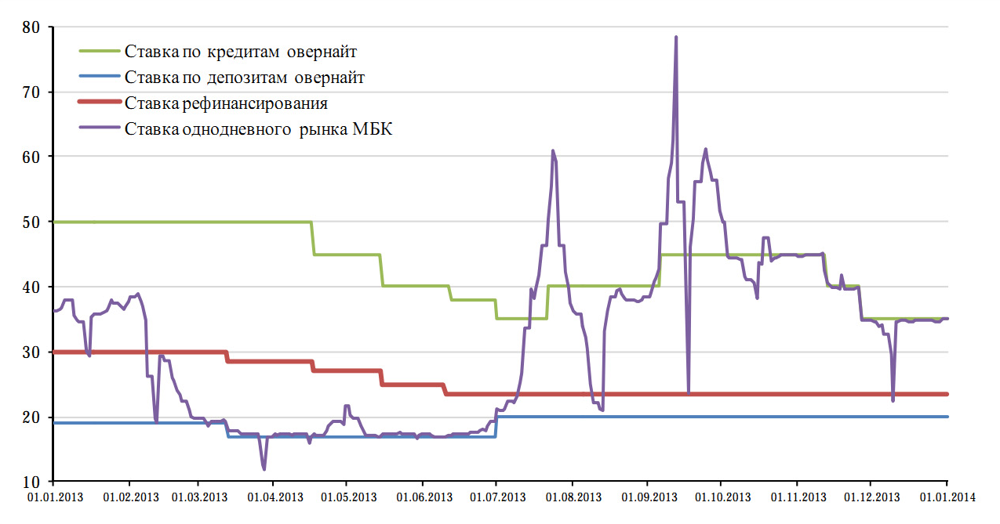 80
70
60
50
40
30
20
10
Ставка по кредитам овернайт
Ставка по депозитам овернайт
Ставка рефинансирования
Ставка однодневного рынка МБК
01.01.2013 01.02.2013 01.03.2013 01.04.2013 01.05.2013 01.06.2013 01.07.2013 01.08.2013 01.09.2013 01.10.2013 01.11.2013 01.12.2013 01.01.2014